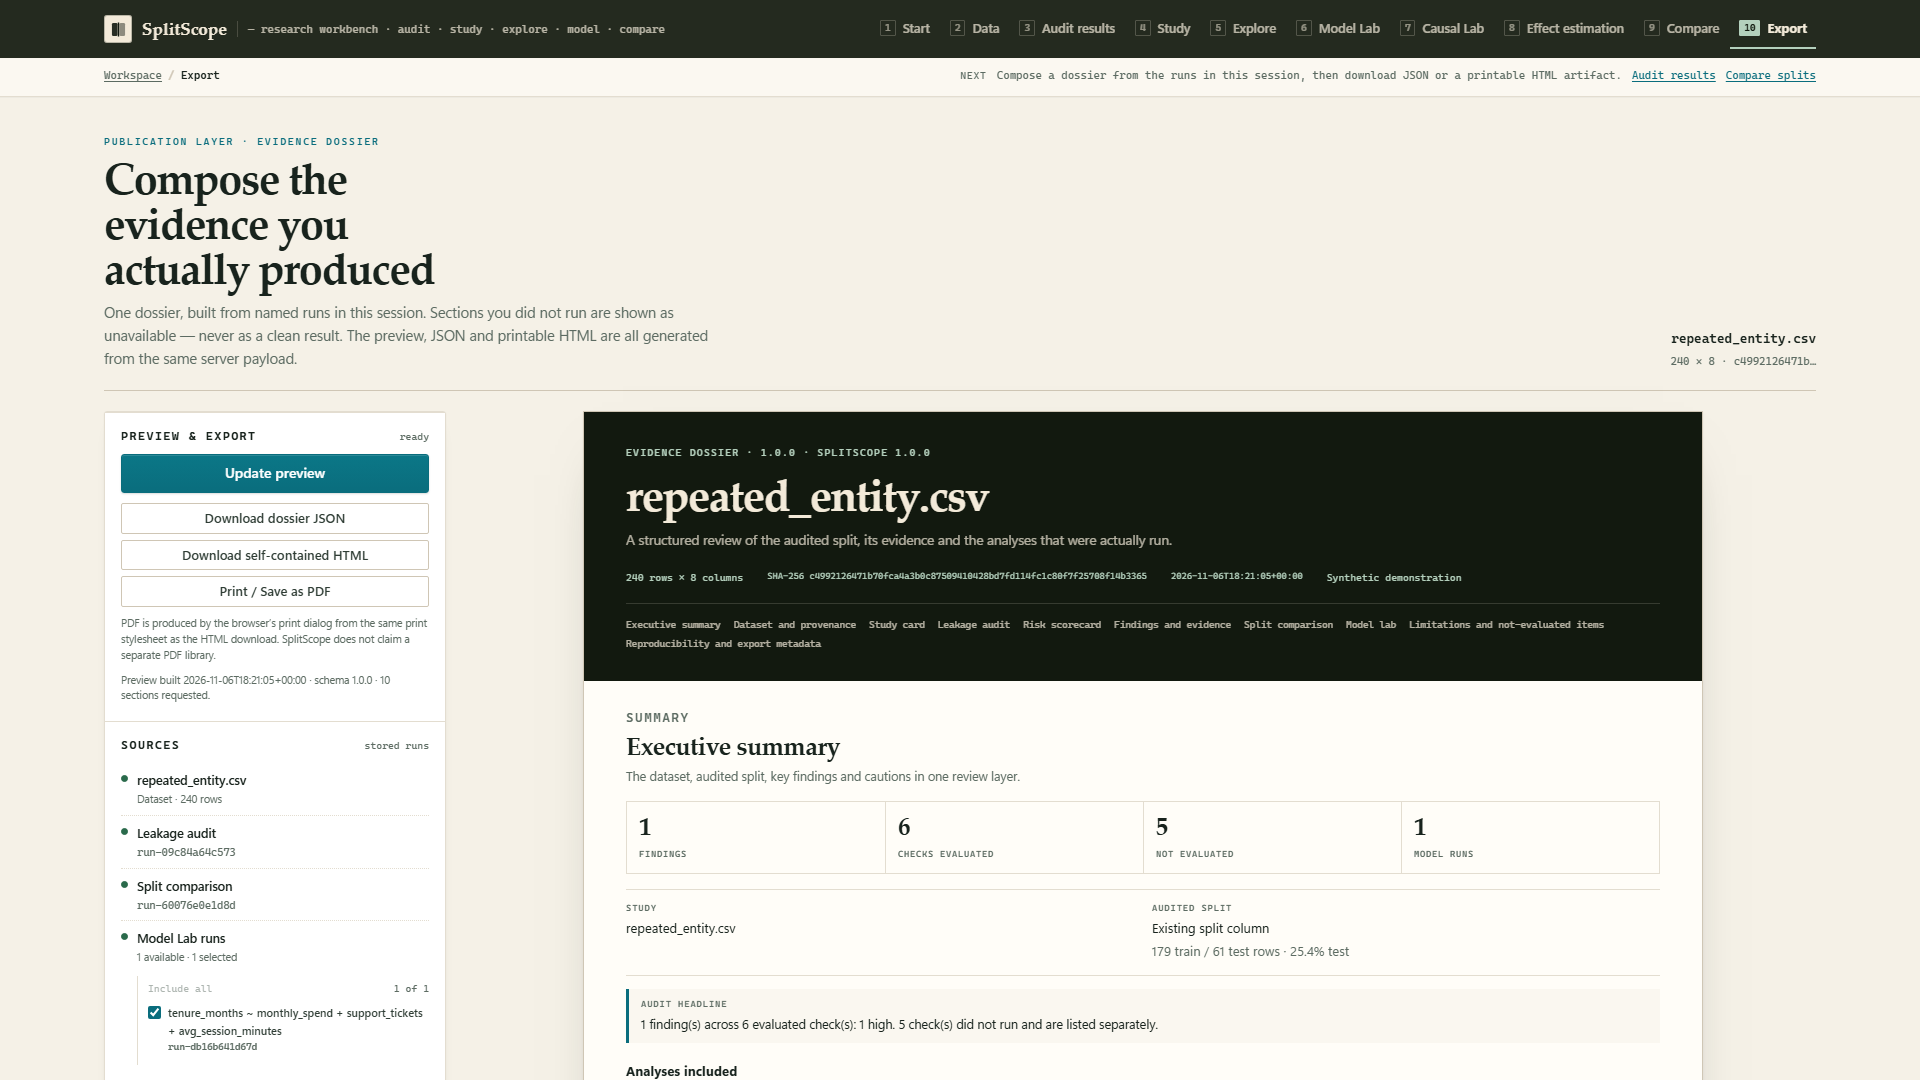 SplitScope — research workbench · audit · study · explore · model · compare
1 Start 2 Data 3 Audit results 4 Study 5 Explore 6 Model Lab 7 Causal Lab 8 Effect estimation 9 Compare 10 Export
Workspace / Export
NEXT Compose a dossier from the runs in this session, then download JSON or a printable HTML artifact. Audit results Compare splits
PUBLICATION LAYER · EVIDENCE DOSSIER
Compose the
evidence you
actually produced
One dossier, built from named runs in this session. Sections you did not run are shown as
unavailable — never as a clean result. The preview, JSON and printable HTML are all generated
from the same server payload.
repeated_entity.csv
240 × 8 · c4992126471b…
PREVIEW & EXPORT ready
Update preview
Download dossier JSON
Download self-contained HTML
Print / Save as PDF
PDF is produced by the browser's print dialog from the same print
stylesheet as the HTML download. SplitScope does not claim a
separate PDF library.
Preview built 2026-11-06T18:21:05+00:00 · schema 1.0.0 · 10
sections requested.
SOURCES stored runs
repeated_entity.csv
Dataset · 240 rows
Leakage audit
run-09c84a64c573
Split comparison
run-60076e0e1d8d
Model Lab runs
1 available · 1 selected
Include all 1 of 1
tenure_months ~ monthly_spend + support_tickets
+ avg_session_minutes
run-db16b641d67d
EVIDENCE DOSSIER · 1.0.0 · SPLITSCOPE 1.0.0
repeated_entity.csv
A structured review of the audited split, its evidence and the analyses that were actually run.
240 rows × 8 columns SHA-256 c4992126471b70fca4a3b0c87509410428bd7fd114fc1c80f7f25708f14b3365 2026-11-06T18:21:05+00:00 Synthetic demonstration
Executive summary Dataset and provenance Study card Leakage audit Risk scorecard Findings and evidence Split comparison Model lab Limitations and not-evaluated items
Reproducibility and export metadata
SUMMARY
Executive summary
The dataset, audited split, key findings and cautions in one review layer.
1 6 5 1
FINDINGS CHECKS EVALUATED NOT EVALUATED MODEL RUNS
STUDY AUDITED SPLIT
repeated_entity.csv Existing split column
179 train / 61 test rows · 25.4% test
AUDIT HEADLINE
1 finding(s) across 6 evaluated check(s): 1 high. 5 check(s) did not run and are listed separately.
Analyses included